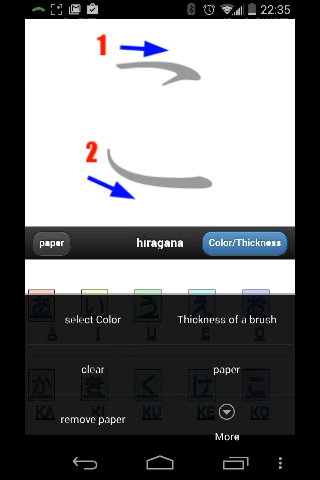 22:35
1
2
paper hiragana Color/Thickness
あ い う え お
A I U E O
select Color Thickness of a brush
か き く け こ
KA KI KU KE KO
clear paper
remove paper More